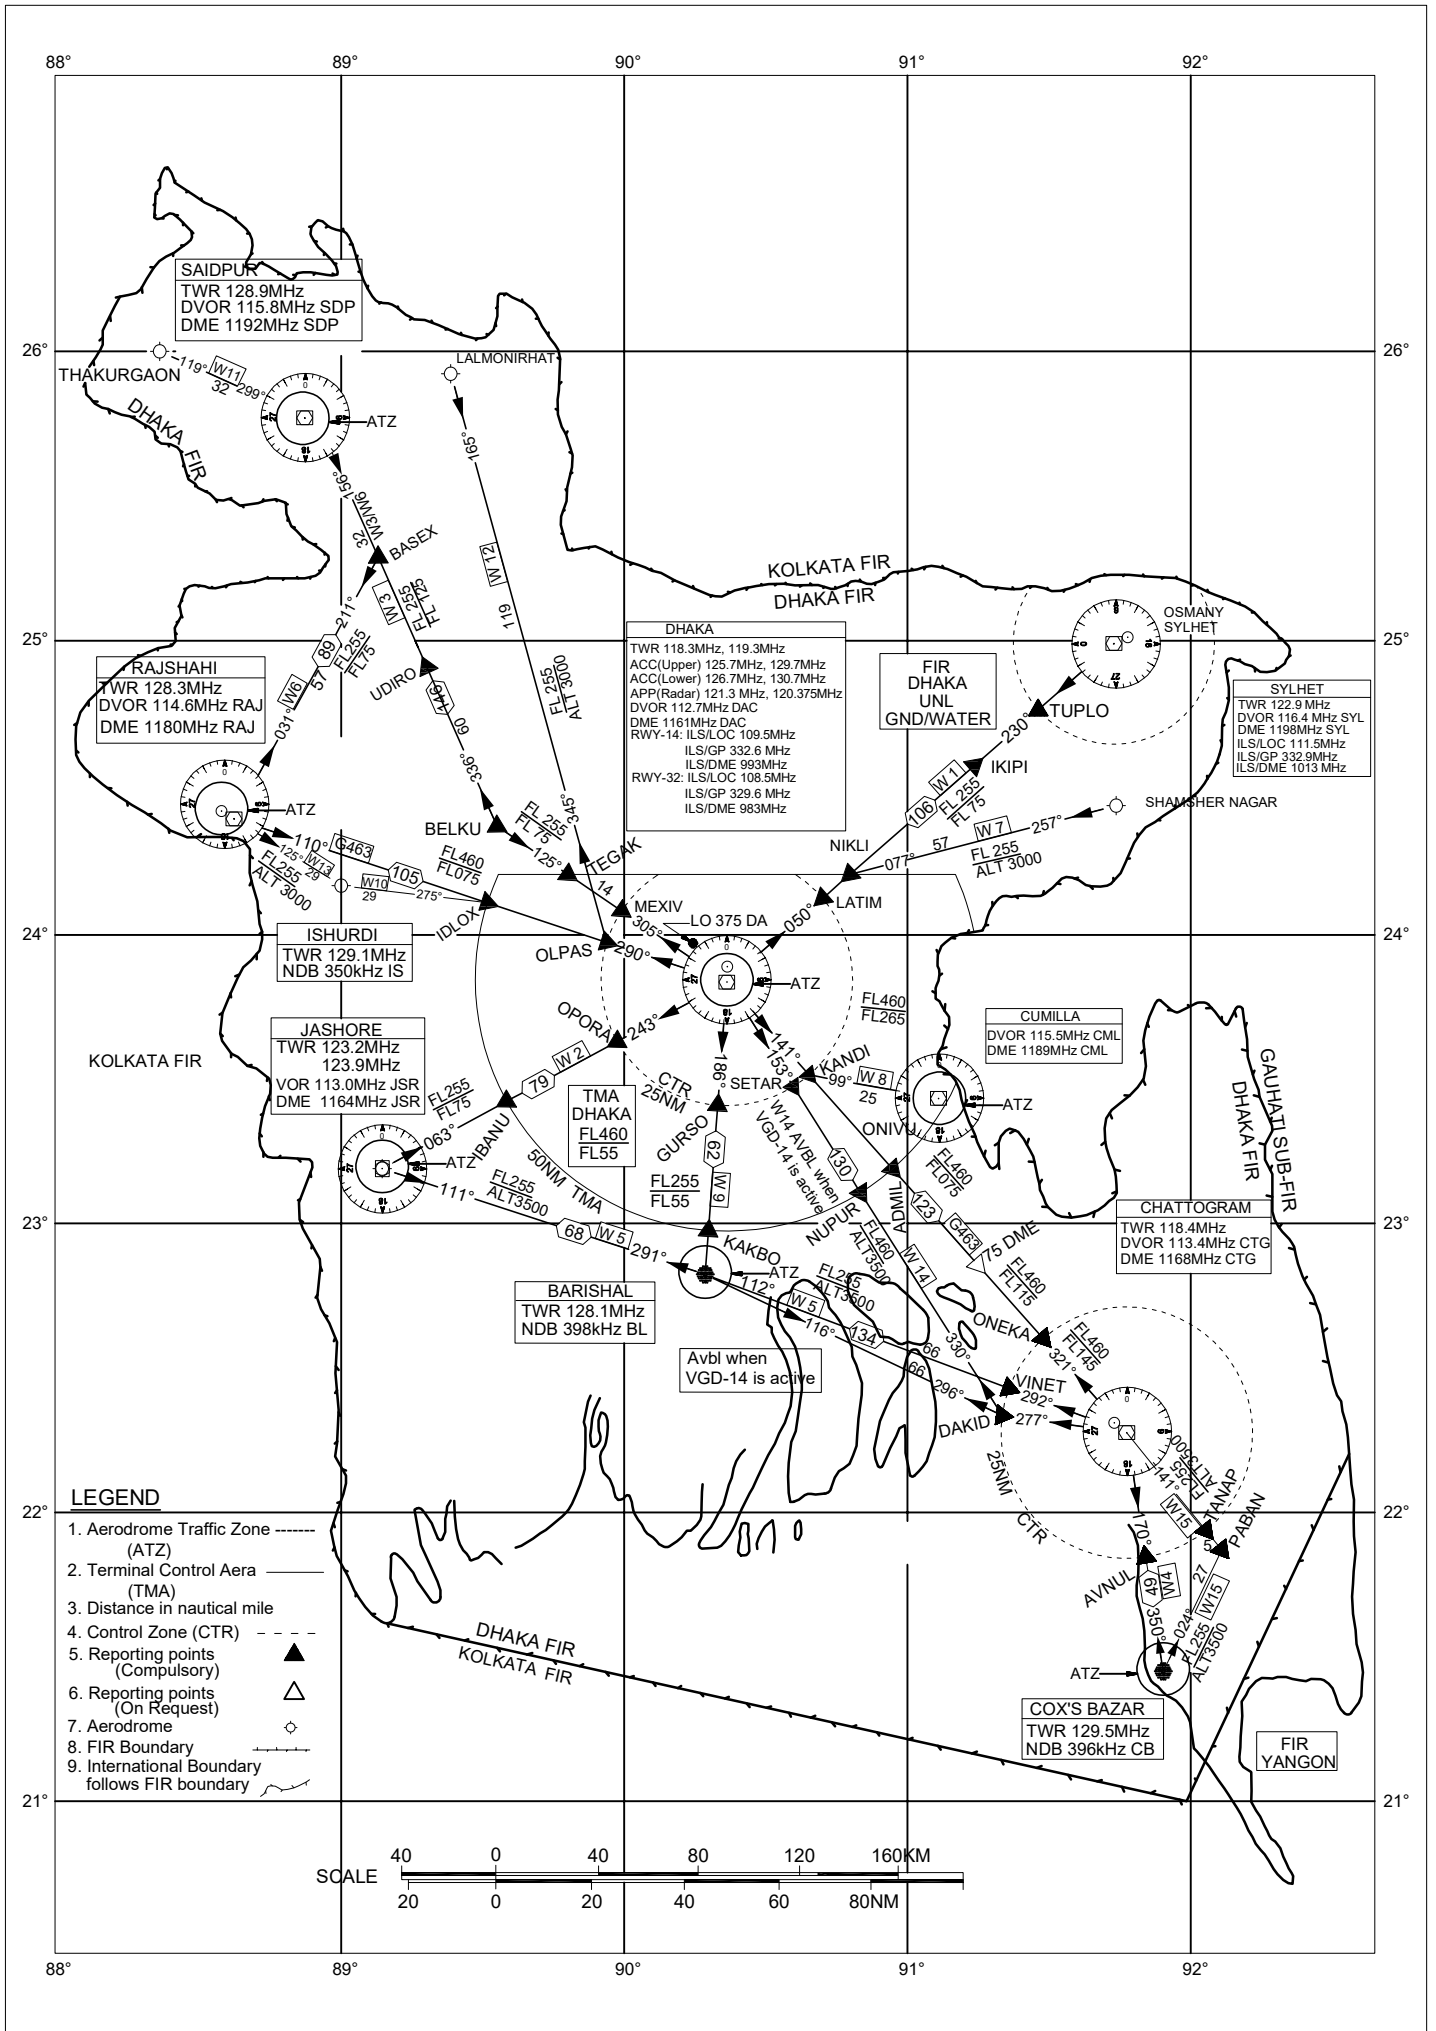 88°
89°
90°
91°
92°
SAIDPUR
TWR 128.9MHz
DVOR 115.8MHz SDP
DME 1192MHz SDP
26°
26°
THAKURGAON
119°
W11
32
299°
LALMONIRHAT
ATZ
DHAKA
FIR
165°
156°
W3/W6
32
BASEX
W 12
119
KOLKATA FIR
DHAKA FIR
211°
W 3
FL 255
FL 125
89
57
FL255
FL75
W6
031°
UDIRO
146
60
336°
FL 255
ALT 3000
345°
25°
25°
RAJSHAHI
TWR 128.3MHz
DVOR 114.6MHz RAJ
DME 1180MHz RAJ
DHAKA
TWR 118.3MHz, 119.3MHz
ACC(Upper) 125.7MHz, 129.7MHz
ACC(Lower) 126.7MHz, 130.7MHz
APP(Radar) 121.3 MHz, 120.375MHz
DVOR 112.7MHz DAC
DME 1161MHz DAC
RWY-14: ILS/LOC 109.5MHz
ILS/GP 332.6 MHz
ILS/DME 993MHz
RWY-32: ILS/LOC 108.5MHz
ILS/GP 329.6 MHz
ILS/DME 983MHz
FIR
DHAKA
UNL
GND/WATER
OSMANY
SYLHET
SYLHET
TWR 122.9 MHz
DVOR 116.4 MHz SYL
DME 1198MHz SYL
ILS/LOC 111.5MHz
ILS/GP 332.9MHz
ILS/DME 1013 MHz
TUPLO
230°
IKIPI
W 1
106
FL 255
FL 75
SHAMSHER NAGAR
257°
W 7
57
077°
FL 255
ALT 3000
NIKLI
LATIM
050°
ATZ
110°
G463
105
FL460
FL075
125°
W13
29
FL255
ALT 3000
W10
29
275°
IDLOX
BELKU
FL 255
FL 75
125°
TEGAK
14
MEXIV
305°
LO 375 DA
OLPAS
290°
24°
24°
ISHURDI
TWR 129.1MHz
NDB 350kHz IS
ATZ
FL460
FL265
JASHORE
TWR 123.2MHz
123.9MHz
VOR 113.0MHz JSR
DME 1164MHz JSR
KOLKATA FIR
OPORA
243°
W 2
79
FL255
FL75
063°
IBANU
ATZ
CTR
25NM
TMA
DHAKA
FL460
FL55
186°
GURSO
62
W 9
FL255
FL55
KAKBO
141°
153°
SETAR
KANDI
99°
W 8
25
CUMILLA
DVOR 115.5MHz CML
DME 1189MHz CML
ATZ
ONIVU
W14 AVBL when
VGD-14 is active
130
NUPUR
ADMIL
FL460
FL075
123
G463
75 DME
FL460
FL115
FL460
ALT3500
W 14
330°
GAUHATI SUB-FIR
DHAKA FIR
50NM TMA
111°
FL255
ALT3500
68
W 5
291°
23°
23°
ATZ
BARISHAL
TWR 128.1MHz
NDB 398kHz BL
112°
W 5
FL255
ALT3500
134
66
116°
66
296°
Avbl when
VGD-14 is active
CHATTOGRAM
TWR 118.4MHz
DVOR 113.4MHz CTG
DME 1168MHz CTG
ONEKA
FL460
FL145
321°
VINET
292°
DAKID
277°
25NM
CTR
FL255
ALT3500
141°
W15
TANAP
5
PABAN
27
W15
024°
FL255
ALT3500
170°
AVNUL
W4
49
350°
ATZ
22°
22°
COX'S BAZAR
TWR 129.5MHz
NDB 396kHz CB
FIR
YANGON
DHAKA FIR
KOLKATA FIR
LEGEND
1. Aerodrome Traffic Zone -------
(ATZ)
2. Terminal Control Aera
(TMA)
3. Distance in nautical mile
4. Control Zone (CTR) - - - -
5. Reporting points
(Compulsory)
6. Reporting points
(On Request)
7. Aerodrome
8. FIR Boundary
9. International Boundary
follows FIR boundary
21°
21°
SCALE
40 0 40 80 120 160KM
20 0 20 40 60 80NM
88°
89°
90°
91°
92°